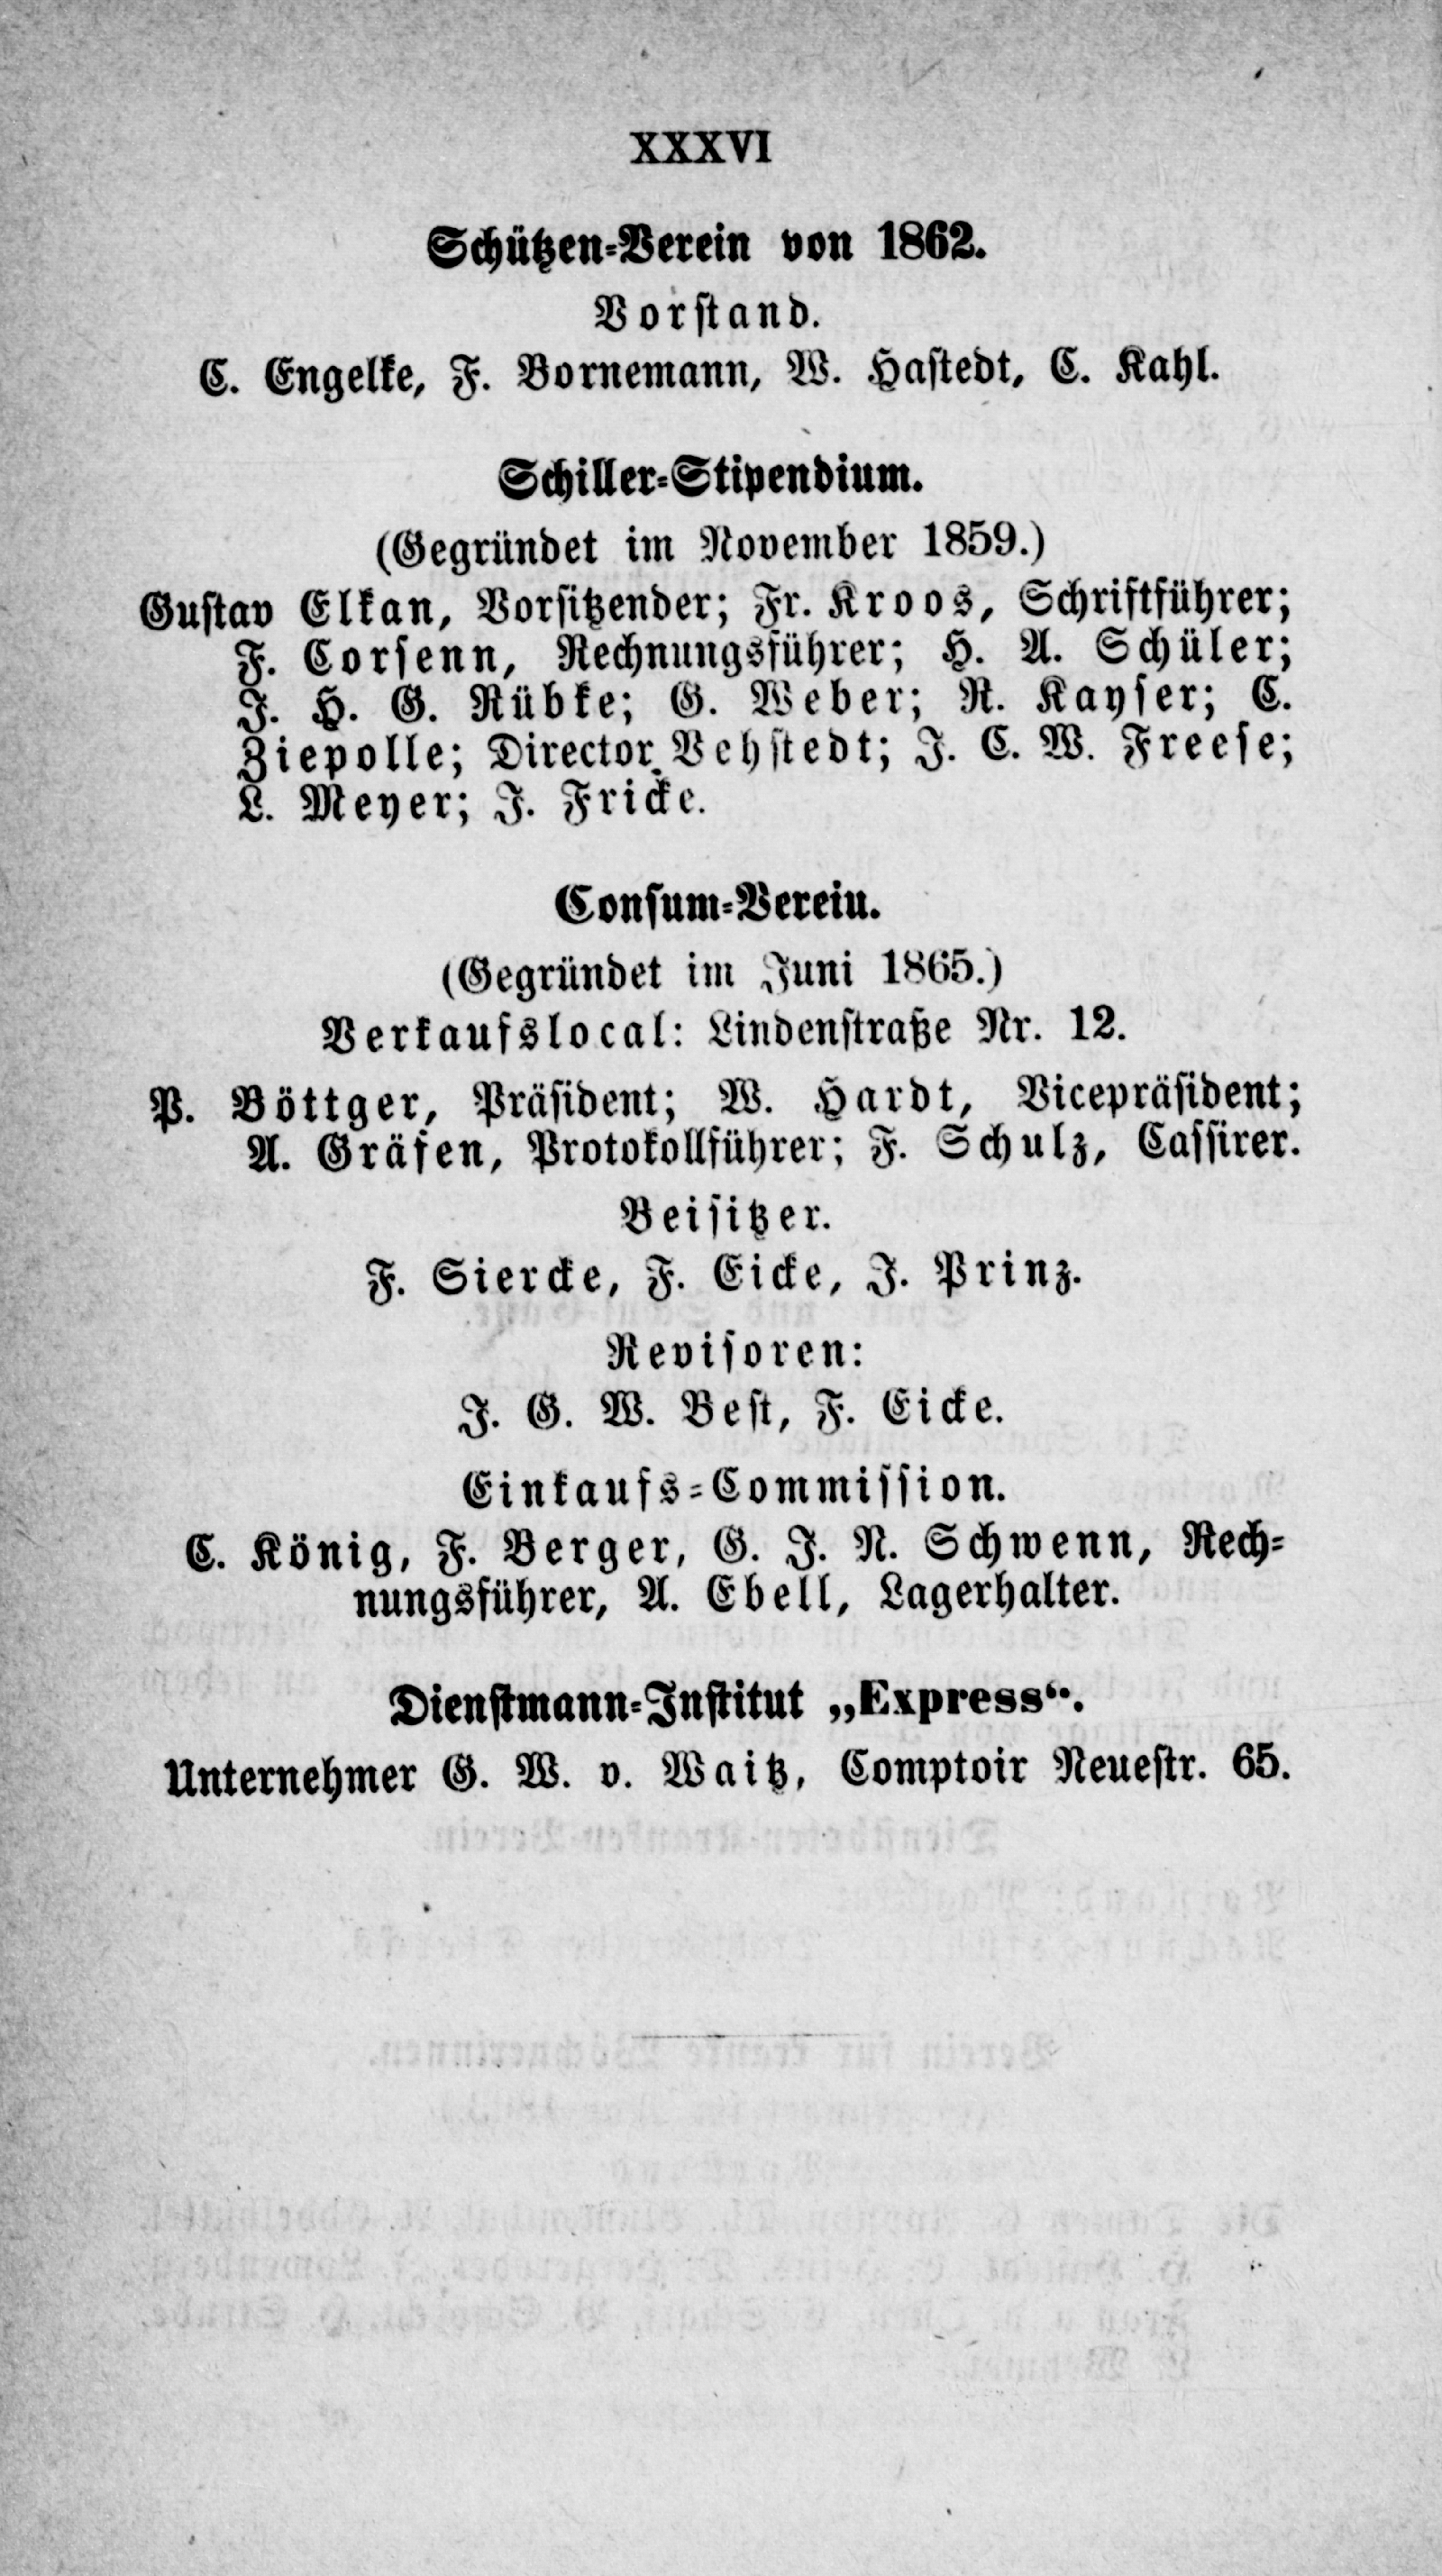 XXXVI
Schützen-Verein von 1862.
Vorstand.
C. Engelke, F. Bornemann, W. Hastedt, C. Kahl.
Schiller-Stipendium.
(Gegründet im November 1859.)
Gustav Elkan, Vorsitzender; Fr. Kroos, Schriftführer;
F. Corsenn, Rechnungsführer; H. A. Schüler;
J. H. G. Rübke; G. Weber; R. Kayser; C.
Ziepolle; Director Vehstedt; J. C. W. Freese;
L. Meyer; J. Fricke.
Consum-Verein.
(Gegründet im Juni 1865.)
Verkaufslocal: Lindenstraße Nr. 12.
P. Böttger, Präsident; W. Hardt, Vicepräsident;
A. Gräfen, Protokollführer; F. Schulz, Cassirer.
Beisitzer.
F. Siercke, F. Eicke, J. Prinz.
Revisoren:
J. G. W. Best, F. Eicke.
Einkaufs-Commission.
C. König, F. Berger, G. J. N. Schwenn, Rech-
nungsführer, A. Ebell, Lagerhalter.
Dienstmann-Institut „Express“.
Unternehmer G. W. v. Waitz, Comptoir Neuestr. 65.